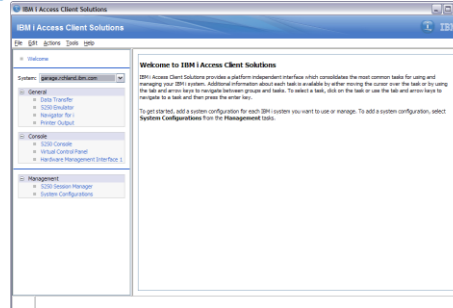 IBM i Access Client Solutions
IBM i Access Client Solutions
IBM
File Edit Actions Tools Help
Welcome
System: garage.rchland.ibm.com
General
Data Transfer
5250 Emulator
Navigator for i
Printer Output
Console
5250 Console
Virtual Control Panel
Hardware Management Interface 1
Management
5250 Session Manager
System Configurations
Welcome to IBM i Access Client Solutions
IBM i Access Client Solutions provides a platform independent interface which consolidates the most common tasks for using and
managing your IBM i system. Additional information about each task is available by either moving the cursor over the task or by using
the tab and arrow keys to navigate between groups and tasks. To select a task, click on the task or use the tab and arrow keys to
navigate to a task and then press the enter key.
To get started, add a system configuration for each IBM i system you want to use or manage. To add a system configuration, select
System Configurations from the Management tasks.